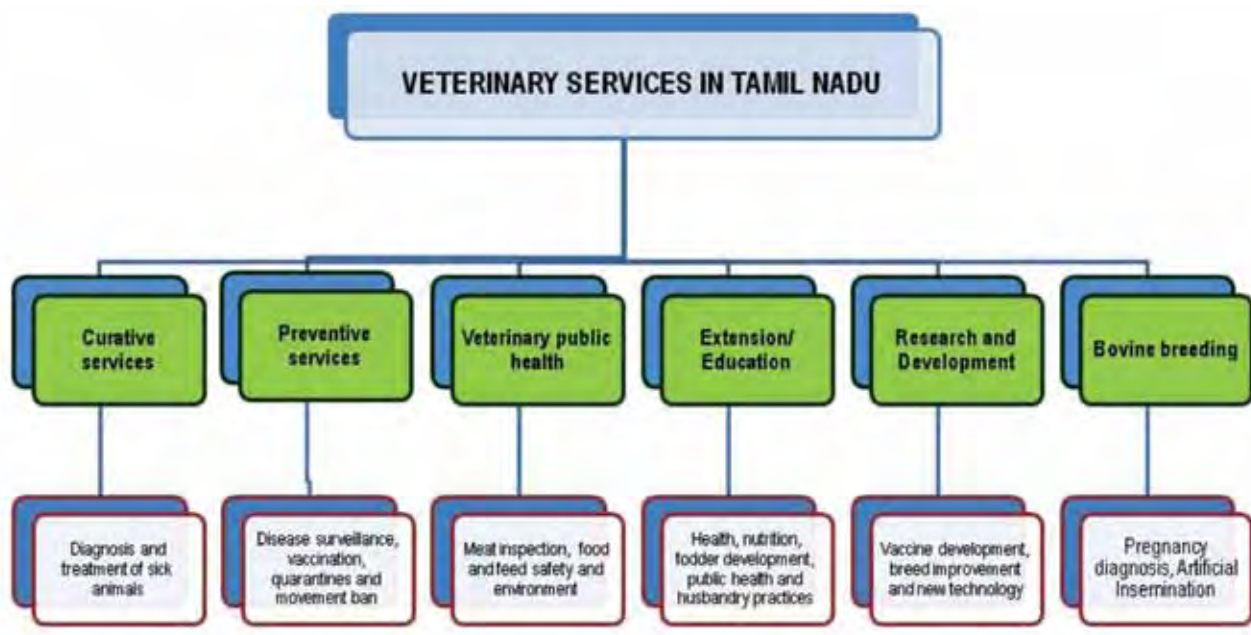 VETERINARY SERVICES IN TAMIL NADU
Curative
services
Preventive
services
Veterinary public
health
Extension/
Education
Research and
Development
Bovine breeding
Diagnosis and
treatment of sick
animals
Disease surveillance,
vaccination,
quarantines and
movement ban
Meat inspection, food
and feed safety and
environment
Health, nutrition,
fodder development,
public health and
husbandry practices
Vaccine development,
breed improvement
and new technology
Pregnancy
diagnosis, Artificial
Insernination